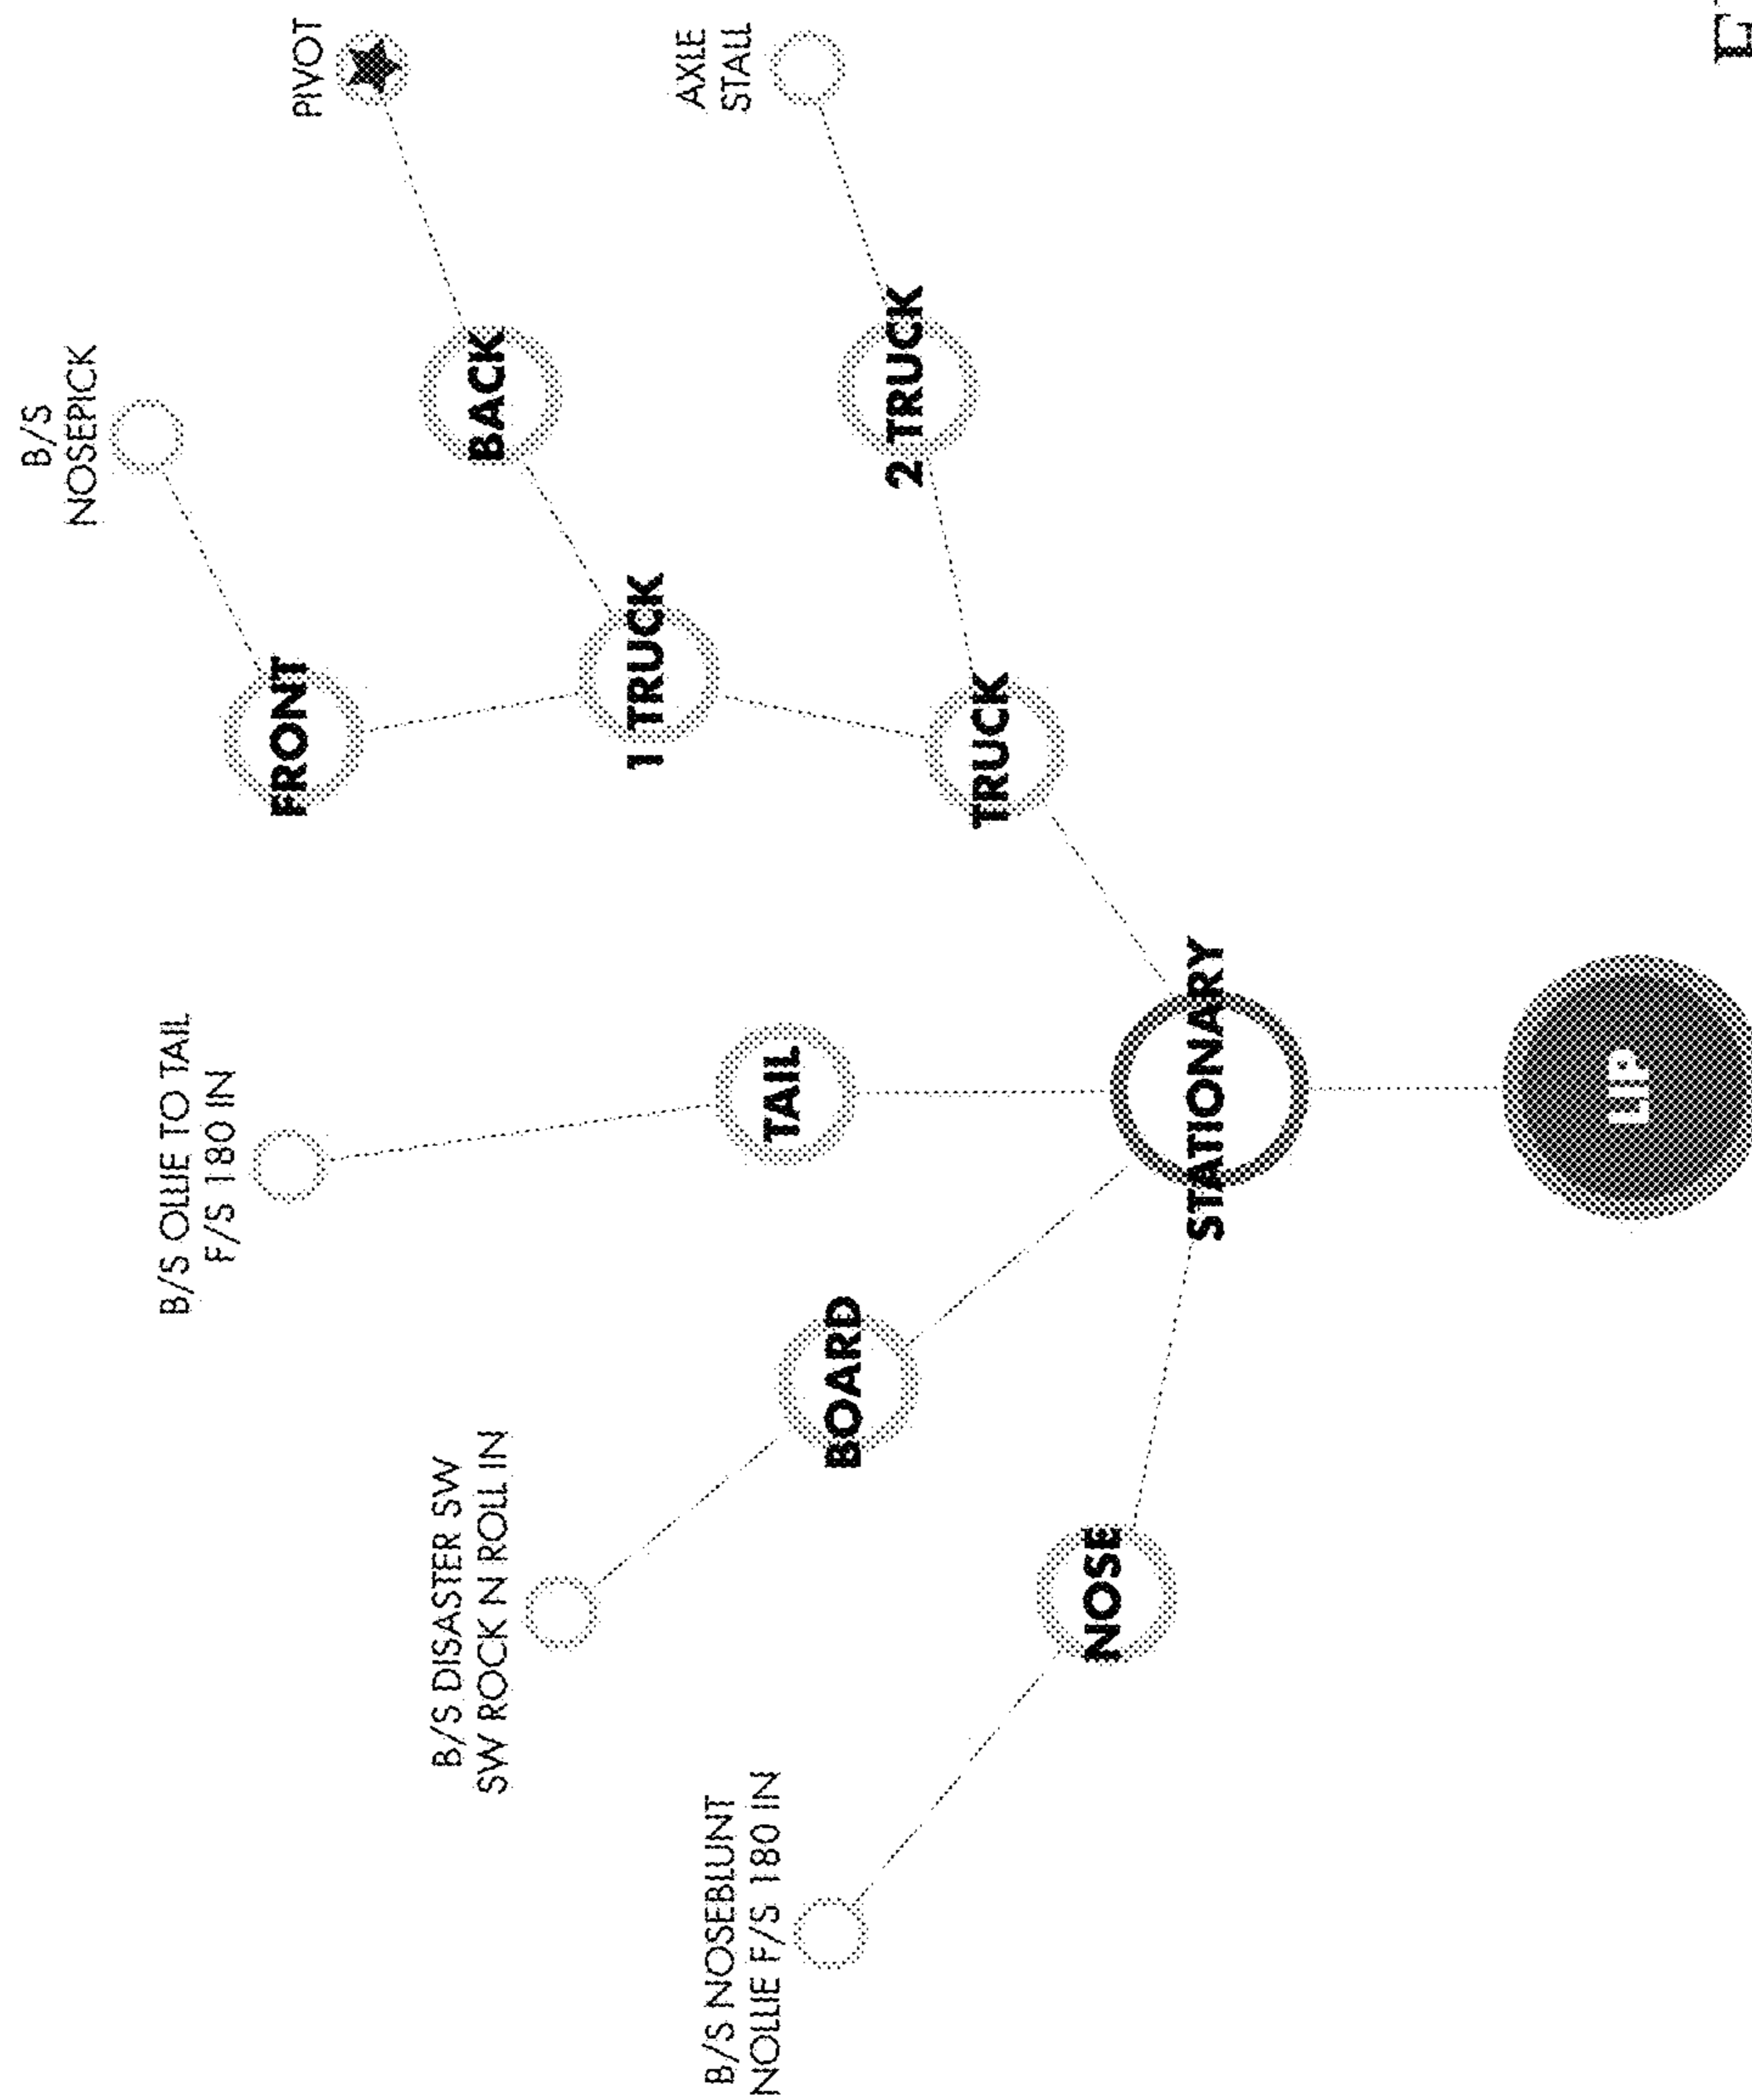 B/S
NOSEPICK
PIVOT
FRONT
BACK
AXLE
STALL
1 TRUCK
2 TRUCK
TRUCK
B/S OLLIE TO TAIL
F/S 180 IN
TAIL
B/S DISASTER SW
SW ROCK N ROLL IN
BOARD
B/S NOSEBLUNT
NOLLIE F/S 180 IN
NOSE
STATIONARY
LIP